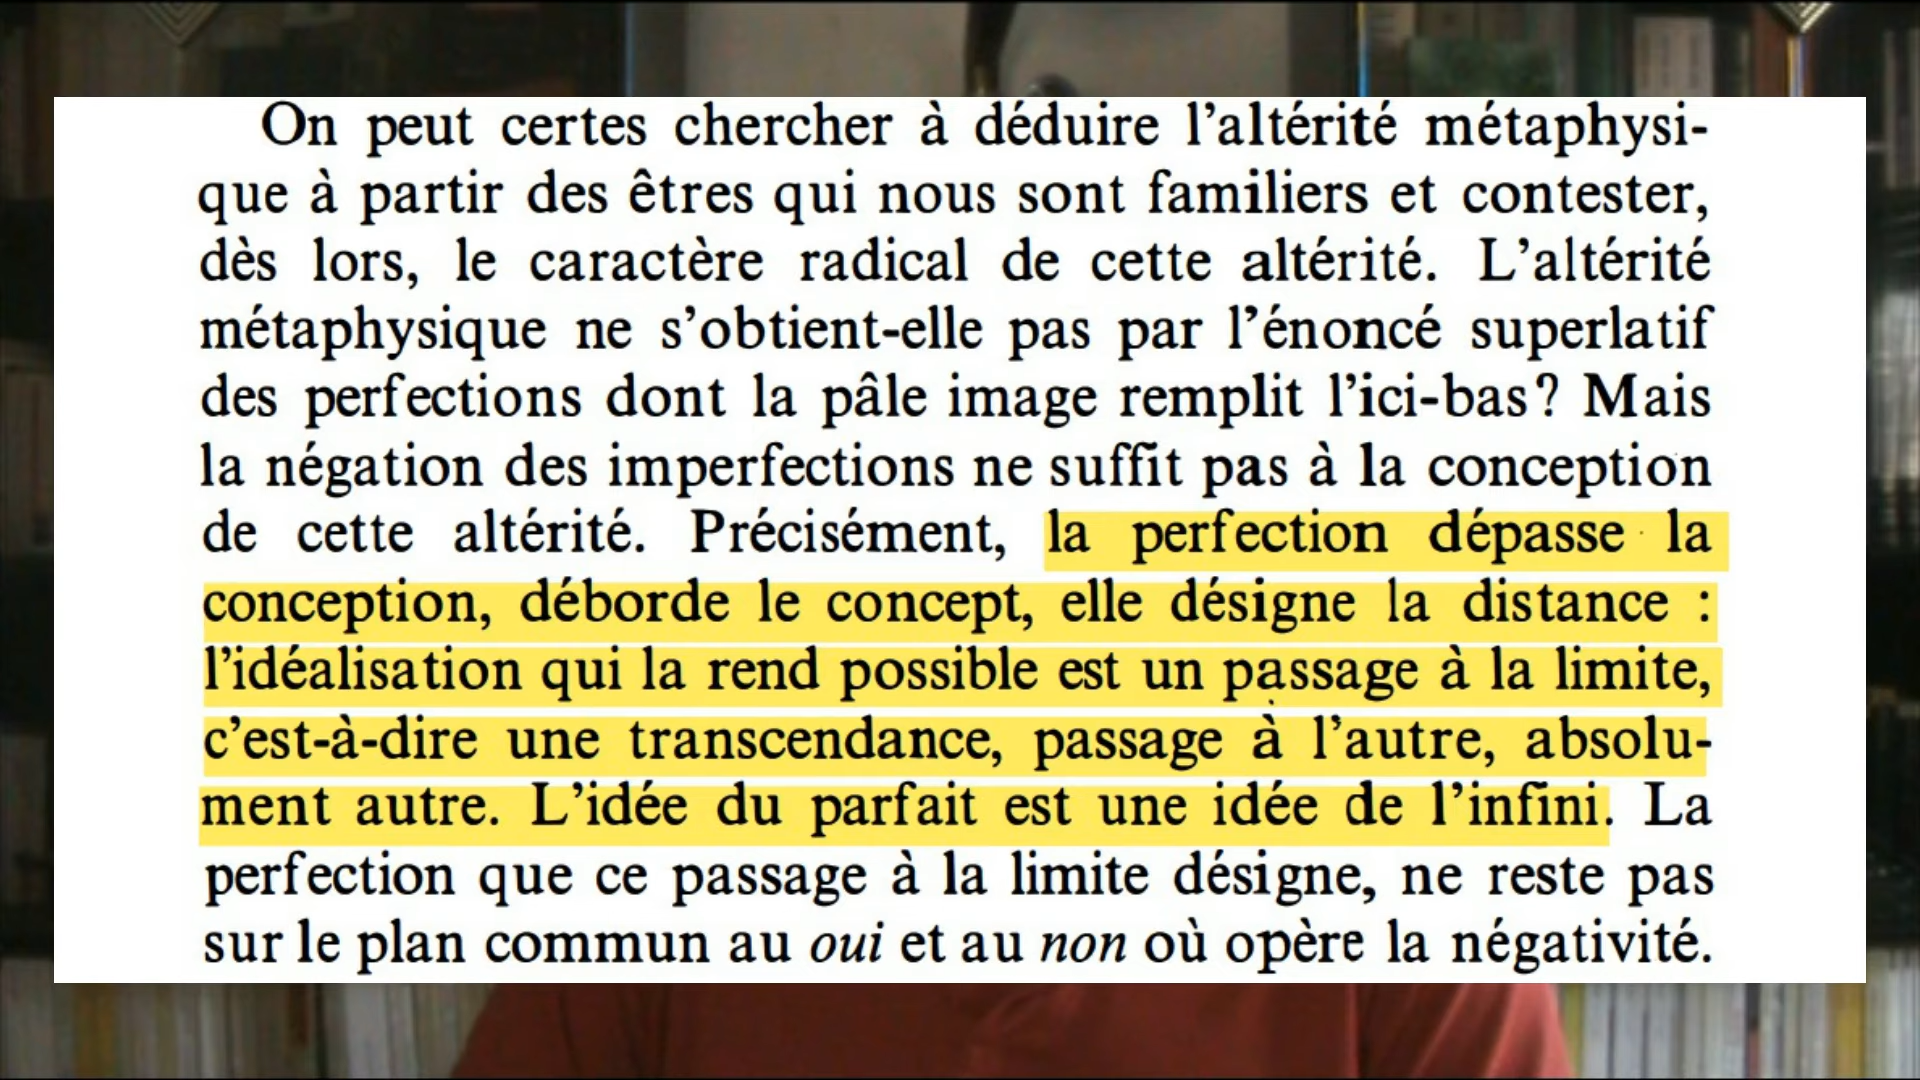 On peut certes chercher à déduire l’altérité métaphysi-
que à partir des êtres qui nous sont familiers et contester,
dès lors, le caractère radical de cette altérité. L’altérité
métaphysique ne s’obtient-elle pas par l’énoncé superlatif
des perfections dont la pâle image remplit l’ici-bas? Mais
la négation des imperfections ne suffit pas à la conception
de cette altérité. Précisément, la perfection dépasse la
conception, déborde le concept, elle désigne la distance :
l’idéalisation qui la rend possible est un passage à la limite,
c’est-à-dire une transcendance, passage à l’autre, absolu-
ment autre. L’idée du parfait est une idée de l’infini. La
perfection que ce passage à la limite désigne, ne reste pas
sur le plan commun au oui et au non où opère la négativité.